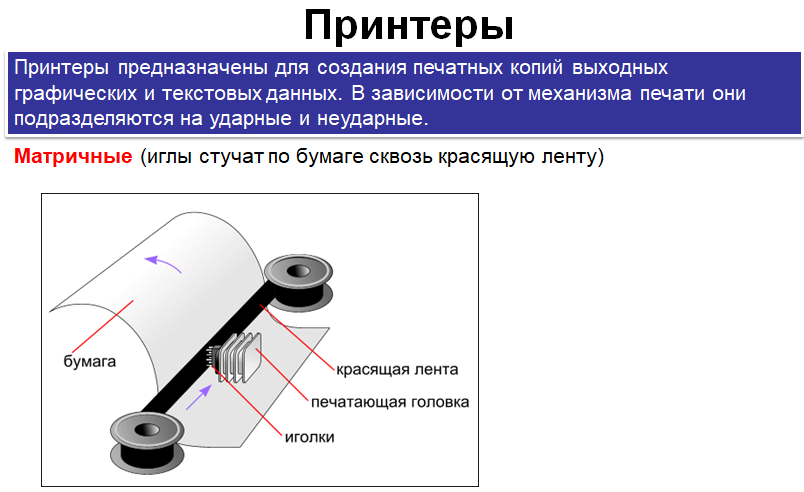 Принтеры
Принтеры предназначены для создания печатных копий выходных
графических и текстовых данных. В зависимости от механизма печати они
подразделяются на ударные и неударные.
Матричные (иглы стучат по бумаге сквозь красящую ленту)
бумага
красящая лента
печатающая головка
иголки